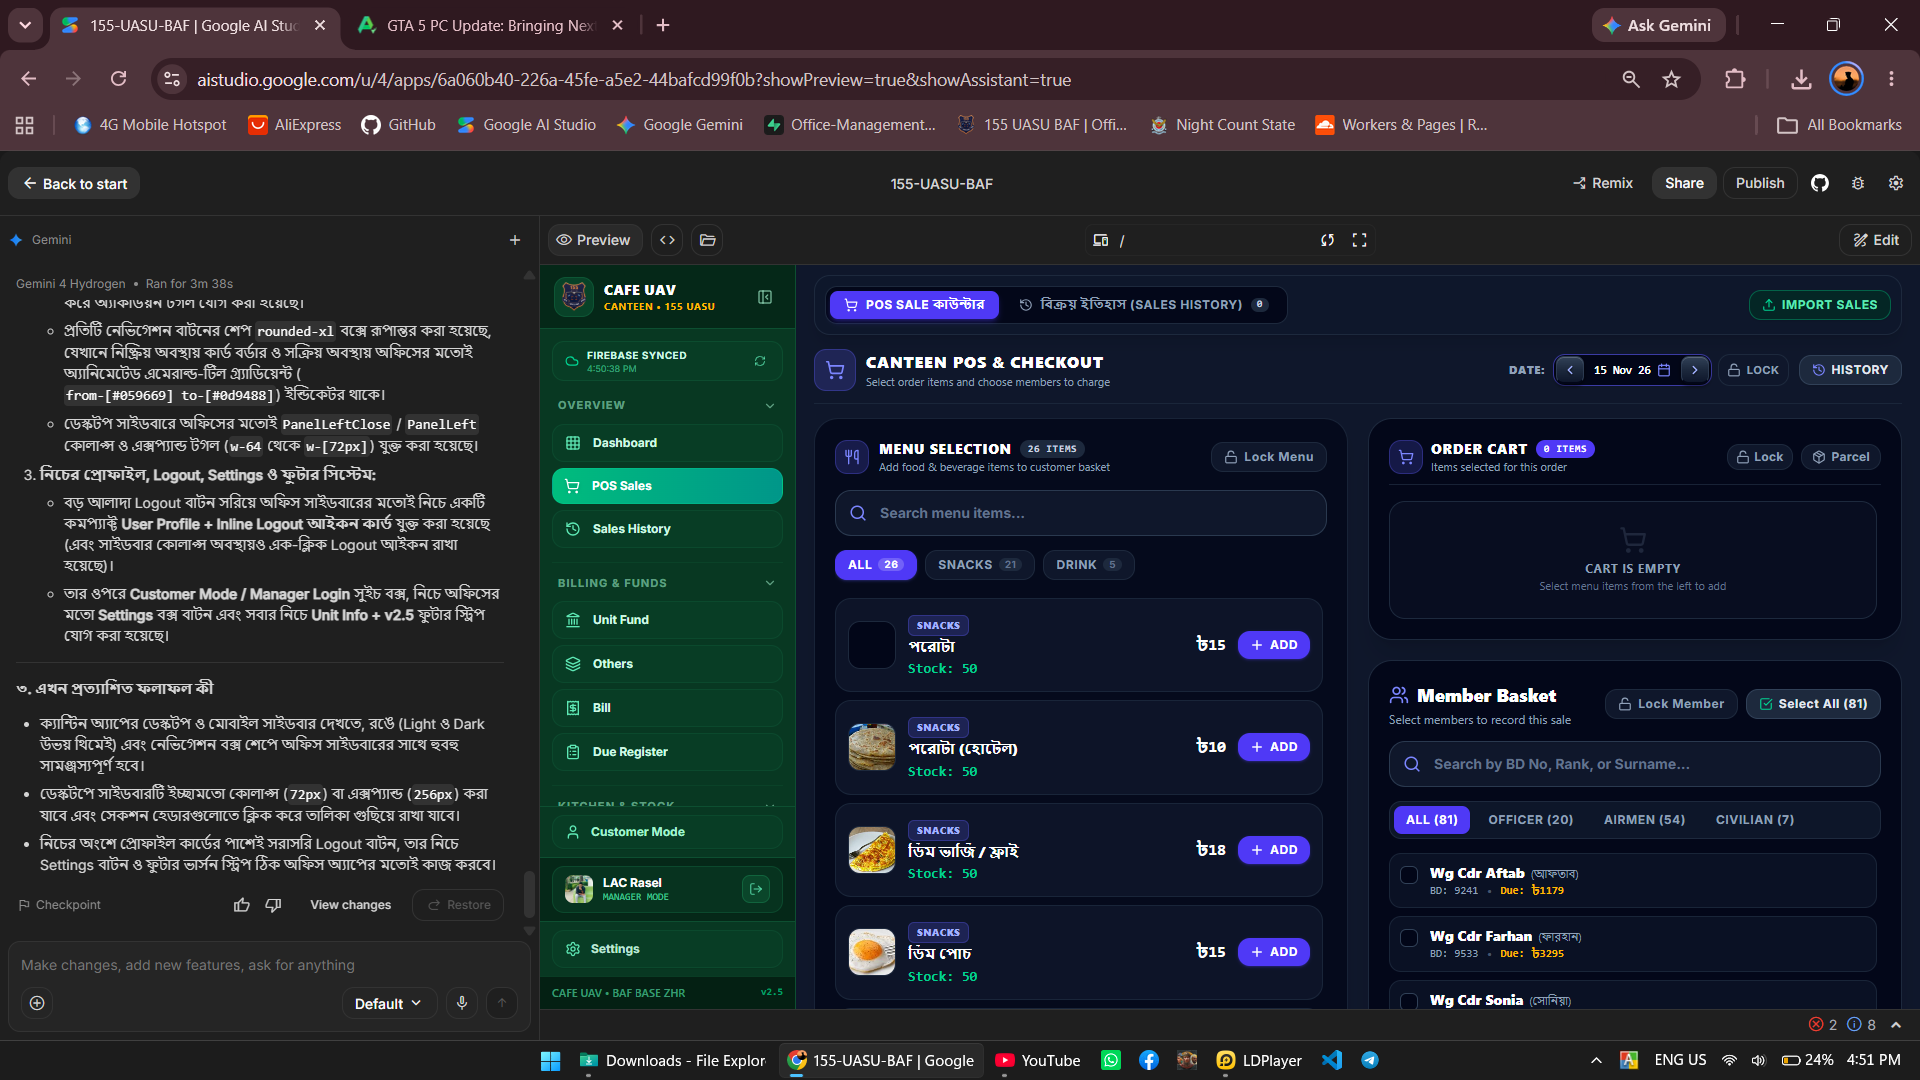 155-UASU-BAF | Google AI Stu
GTA 5 PC Update: Bringing Nex
Ask Gemini
aistudio.google.com/u/4/apps/6a060b40-226a-45fe-a5e2-44bafcd99f0b?showPreview=true&showAssistant=true
4G Mobile Hotspot
AliExpress
GitHub
Google AI Studio
Google Gemini
Office-Management...
155 UASU BAF | Offi...
Night Count State
Workers & Pages | R...
All Bookmarks
Back to start
155-UASU-BAF
Remix
Share
Publish
Gemini
Preview
/
Edit
Gemini 4 Hydrogen • Ran for 3m 38s
করে অ্যাকর্ডিয়ন টগল যোগ করা হয়েছে।
প্রতিটি নেভিগেশন বাটনের শেপ rounded-xl বক্সে রূপান্তর করা হয়েছে,
যেখানে নিষ্ক্রিয় অবস্থায় কার্ড বর্ডার ও সক্রিয় অবস্থায় অফিসের মতোই
অ্যানিমেটেড এমেরাল্ড-টিল গ্র্যাডিয়েন্ট (
from-[#059669] to-[#0d9488]) ইন্ডিকেটর থাকে।
ডেস্কটপ সাইডবারে অফিসের মতোই PanelLeftClose / PanelLeft
কোলাপ্স ও এক্সপ্যান্ড টগল (w-64 থেকে w-[72px]) যুক্ত করা হয়েছে।
3. নিচের প্রোফাইল, Logout, Settings ও ফুটার সিস্টেম:
বড় আলাদা Logout বাটন সরিয়ে অফিস সাইডবারের মতোই নিচে একটি
কমপ্যাক্ট User Profile + Inline Logout আইকন কার্ড যুক্ত করা হয়েছে
(এবং সাইডবার কোলাপ্স অবস্থায়ও এক-ক্লিক Logout আইকন রাখা
হয়েছে)।
তার ওপরে Customer Mode / Manager Login সুইচ বক্স, নিচে অফিসের
মতো Settings বক্স বাটন এবং সবার নিচে Unit Info + v2.5 ফুটার স্ট্রিপ
যোগ করা হয়েছে।
৩. এখন প্রত্যাশিত ফলাফল কী
ক্যান্টিন অ্যাপের ডেস্কটপ ও মোবাইল সাইডবার দেখতে, রঙে (Light ও Dark
উভয় থিমেই) এবং নেভিগেশন বক্স শেপে অফিস সাইডবারের সাথে হুবহু
সামঞ্জস্যপূর্ণ হবে।
ডেস্কটপে সাইডবারটি ইচ্ছামতো কোলাপ্স (72px) বা এক্সপ্যান্ড (256px) করা
যাবে এবং সেকশন হেডারগুলোতে ক্লিক করে তালিকা গুছিয়ে রাখা যাবে।
নিচের অংশে প্রোফাইল কার্ডের পাশেই সরাসরি Logout বাটন, তার নিচে
Settings বাটন ও ফুটার ভার্সন স্ট্রিপ ঠিক অফিস অ্যাপের মতোই কাজ করবে।
Checkpoint
View changes
Restore
Make changes, add new features, ask for anything
Default
CAFE UAV
CANTEEN • 155 UASU
FIREBASE SYNCED
4:50:38 PM
OVERVIEW
Dashboard
POS Sales
Sales History
BILLING & FUNDS
Unit Fund
Others
Bill
Due Register
KITCHEN & STOCK
Customer Mode
LAC Rasel
MANAGER MODE
Settings
CAFE UAV • BAF BASE ZHR
v2.5
POS SALE কাউন্টার
বিক্রয় ইতিহাস (SALES HISTORY) 0
IMPORT SALES
CANTEEN POS & CHECKOUT
Select order items and choose members to charge
DATE:
15 Nov 26
LOCK
HISTORY
MENU SELECTION 26 ITEMS
Add food & beverage items to customer basket
Lock Menu
Search menu items...
ALL 26
SNACKS 21
DRINK 5
SNACKS
পরোটা
Stock: 50
৳15
ADD
SNACKS
পরোটা (হোটেল)
Stock: 50
৳10
ADD
SNACKS
ডিম ভাজি / ফ্রাই
Stock: 50
৳18
ADD
SNACKS
ডিম পোচ
Stock: 50
৳15
ADD
ORDER CART 0 ITEMS
Items selected for this order
Lock
Parcel
CART IS EMPTY
Select menu items from the left to add
Member Basket
Select members to record this sale
Lock Member
Select All (81)
Search by BD No, Rank, or Surname...
ALL (81)
OFFICER (20)
AIRMEN (54)
CIVILIAN (7)
Wg Cdr Aftab (আফতাব)
BD: 9241 • Due: ৳1179
Wg Cdr Farhan (ফারহান)
BD: 9533 • Due: ৳3295
Wg Cdr Sonia (সোনিয়া)
2
8
Downloads - File Explor
155-UASU-BAF | Google
YouTube
LDPlayer
ENG US
24%
4:51 PM